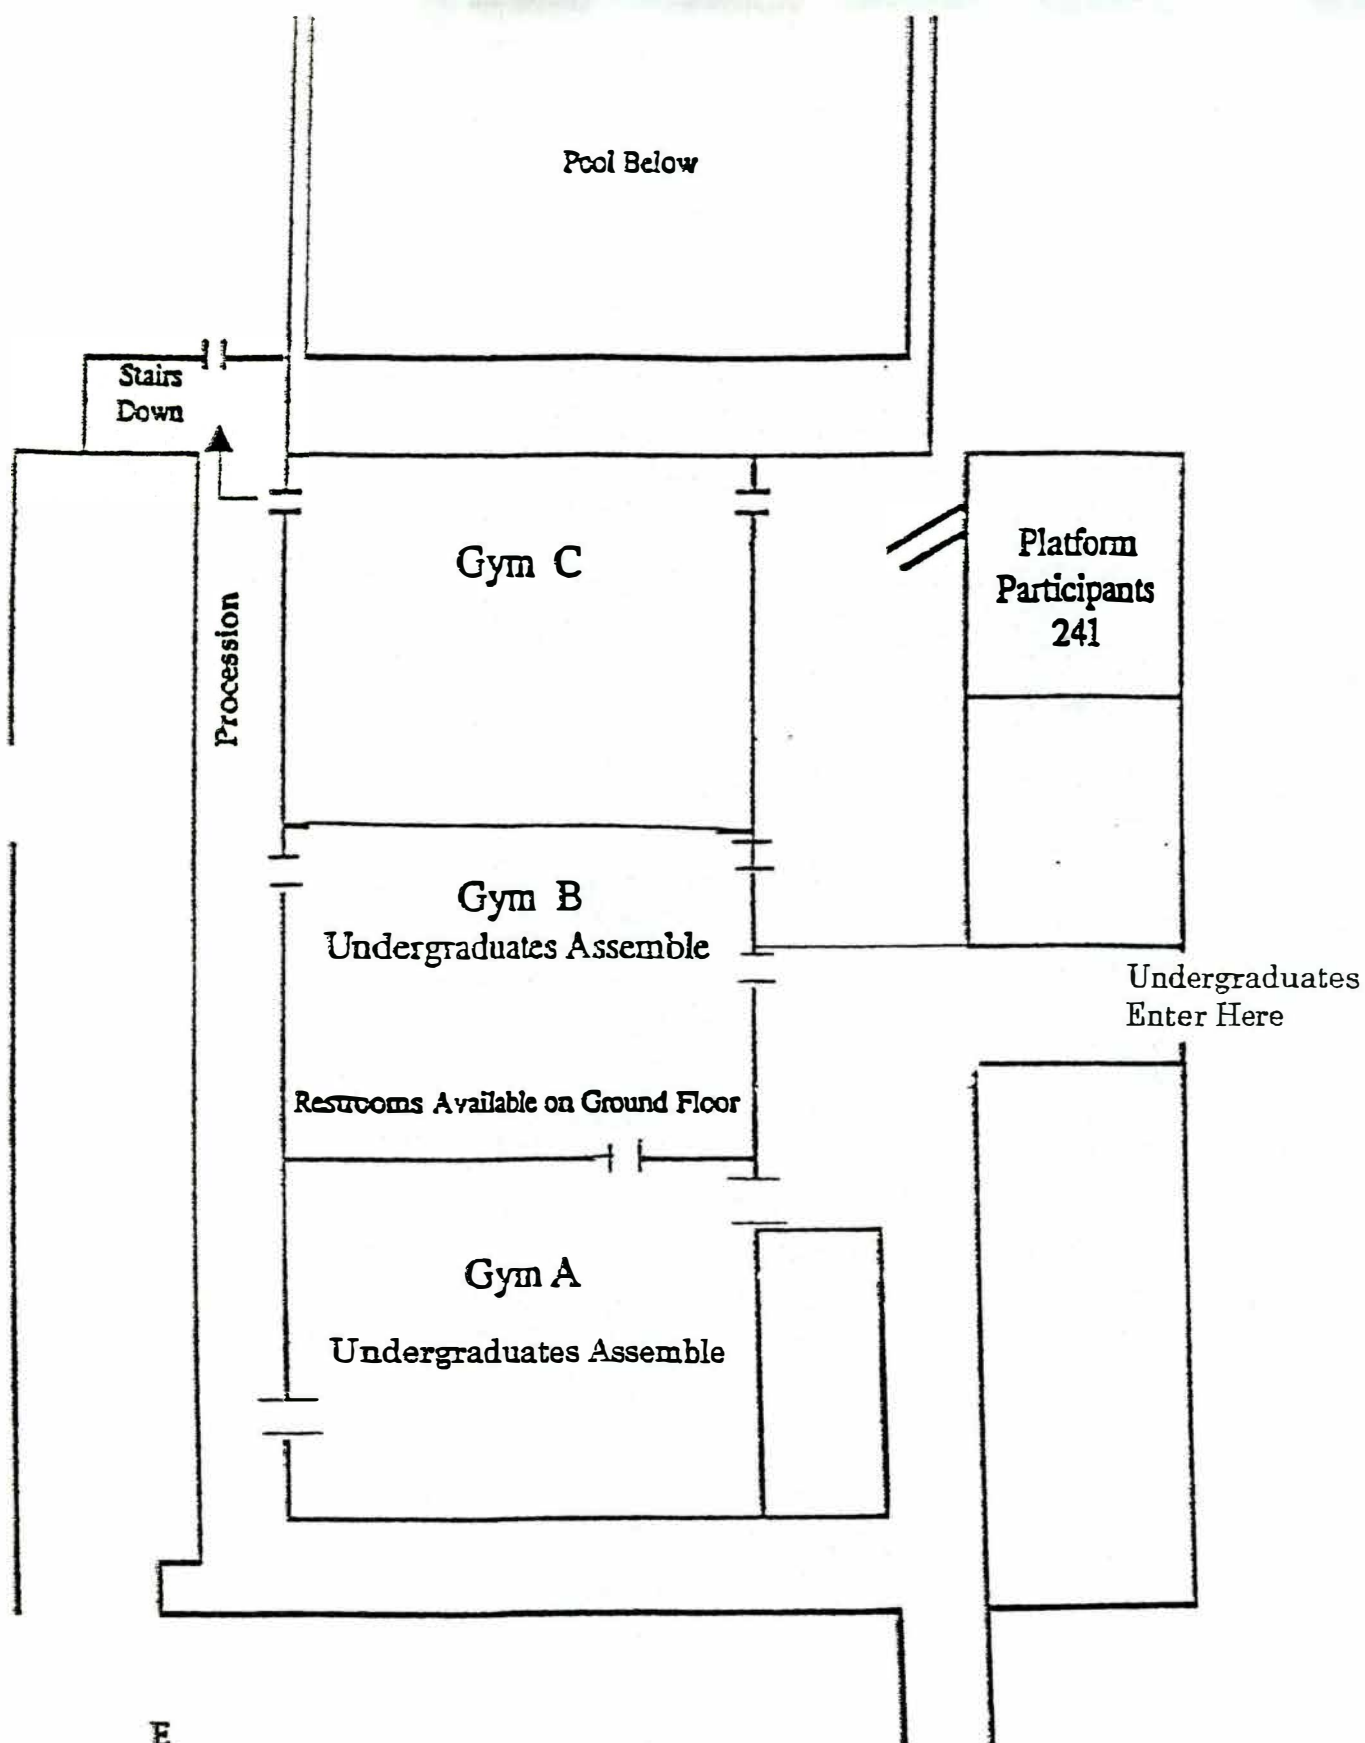 Pool Below
Stairs
Down
Gym C
Platform
Participants
241
Procession
Gym B
Undergraduates Assemble
Undergraduates
Enter Here
Restrooms Available on Ground Floor
Gym A
Undergraduates Assemble
E